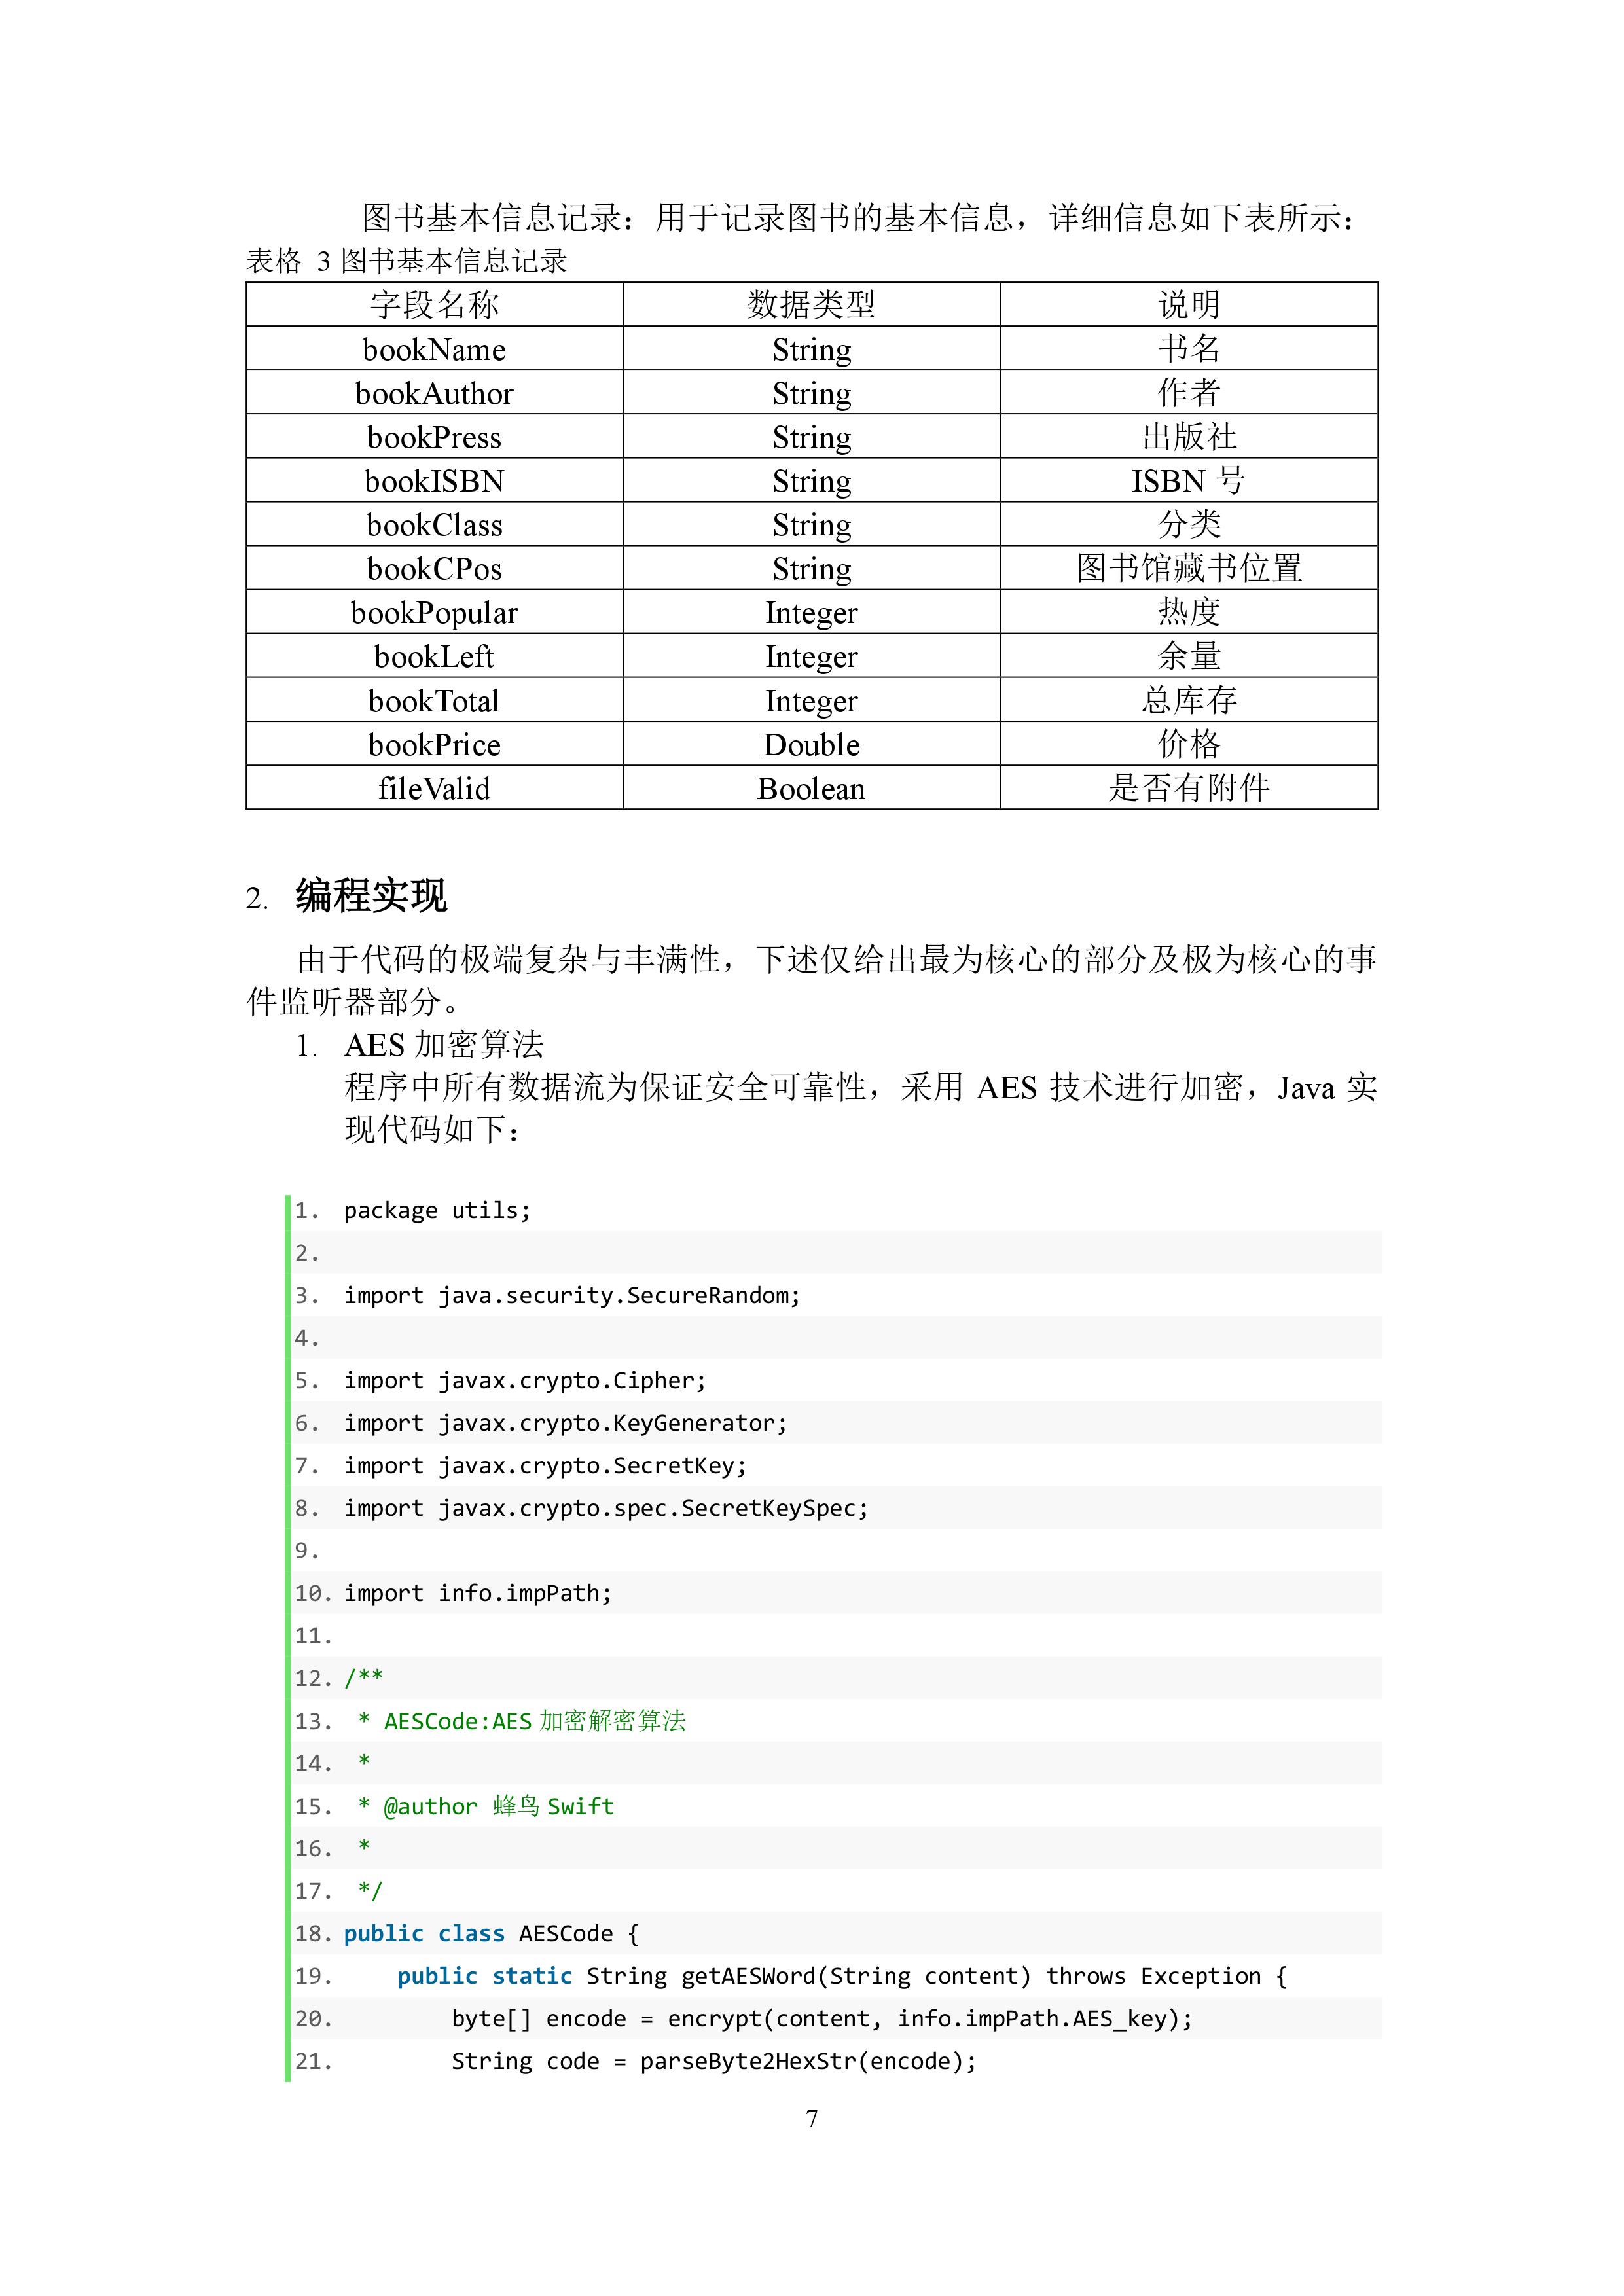 图书基本信息记录：用于记录图书的基本信息，详细信息如下表所示：
表格 3 图书基本信息记录
字段名称 数据类型 说明
bookName String 书名
bookAuthor String 作者
bookPress String 出版社
bookISBN String ISBN 号
bookClass String 分类
bookCPos String 图书馆藏书位置
bookPopular Integer 热度
bookLeft Integer 余量
bookTotal Integer 总库存
bookPrice Double 价格
fileValid Boolean 是否有附件
2. 编程实现
由于代码的极端复杂与丰满性，下述仅给出最为核心的部分及极为核心的事
件监听器部分。
1. AES 加密算法
程序中所有数据流为保证安全可靠性，采用 AES 技术进行加密，Java 实
现代码如下：
1. package utils;
2.
3. import java.security.SecureRandom;
4.
5. import javax.crypto.Cipher;
6. import javax.crypto.KeyGenerator;
7. import javax.crypto.SecretKey;
8. import javax.crypto.spec.SecretKeySpec;
9.
10. import info.impPath;
11.
12. /**
13. * AESCode:AES 加密解密算法
14. *
15. * @author 蜂鸟 Swift
16. *
17. */
18. public class AESCode {
19. public static String getAESWord(String content) throws Exception {
20. byte[] encode = encrypt(content, info.impPath.AES_key);
21. String code = parseByte2HexStr(encode);
7